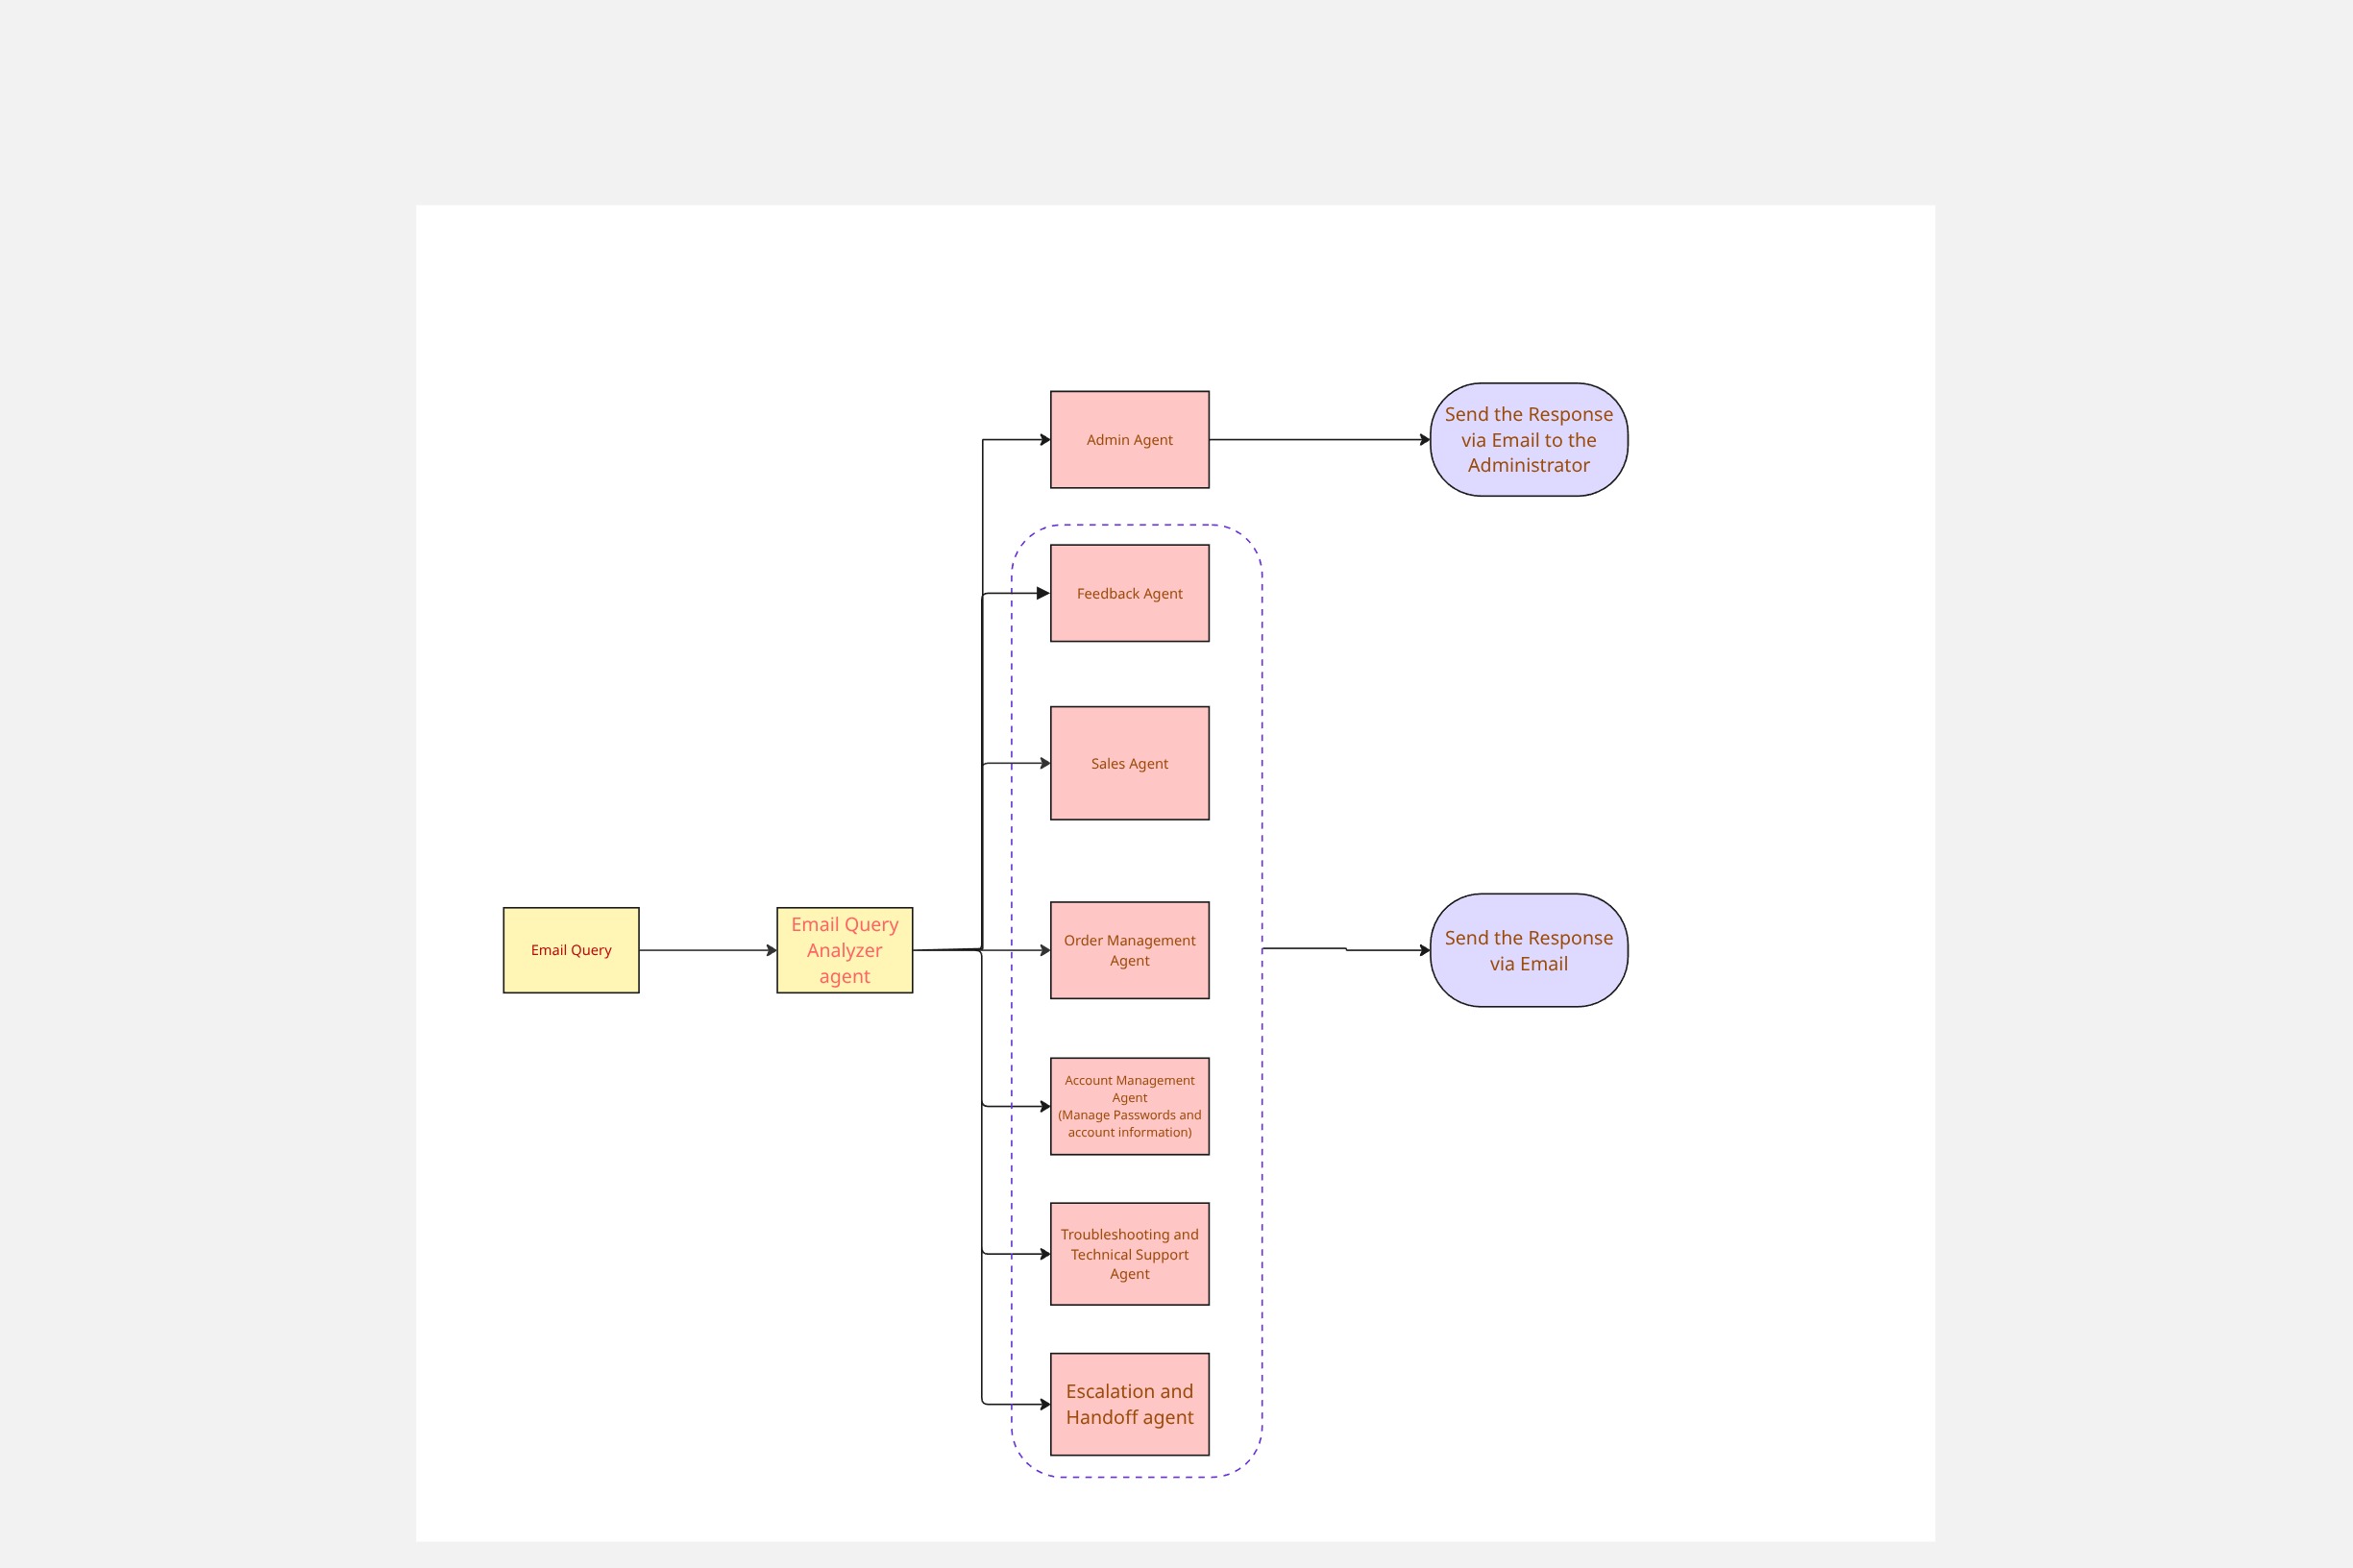 Admin Agent
Send the Response
via Email to the
Administrator
Feedback Agent
Sales Agent
Email Query
Email Query
Analyzer
agent
Order Management
Agent
Send the Response
via Email
Account Management
Agent
(Manage Passwords and
account information)
Troubleshooting and
Technical Support
Agent
Escalation and
Handoff agent